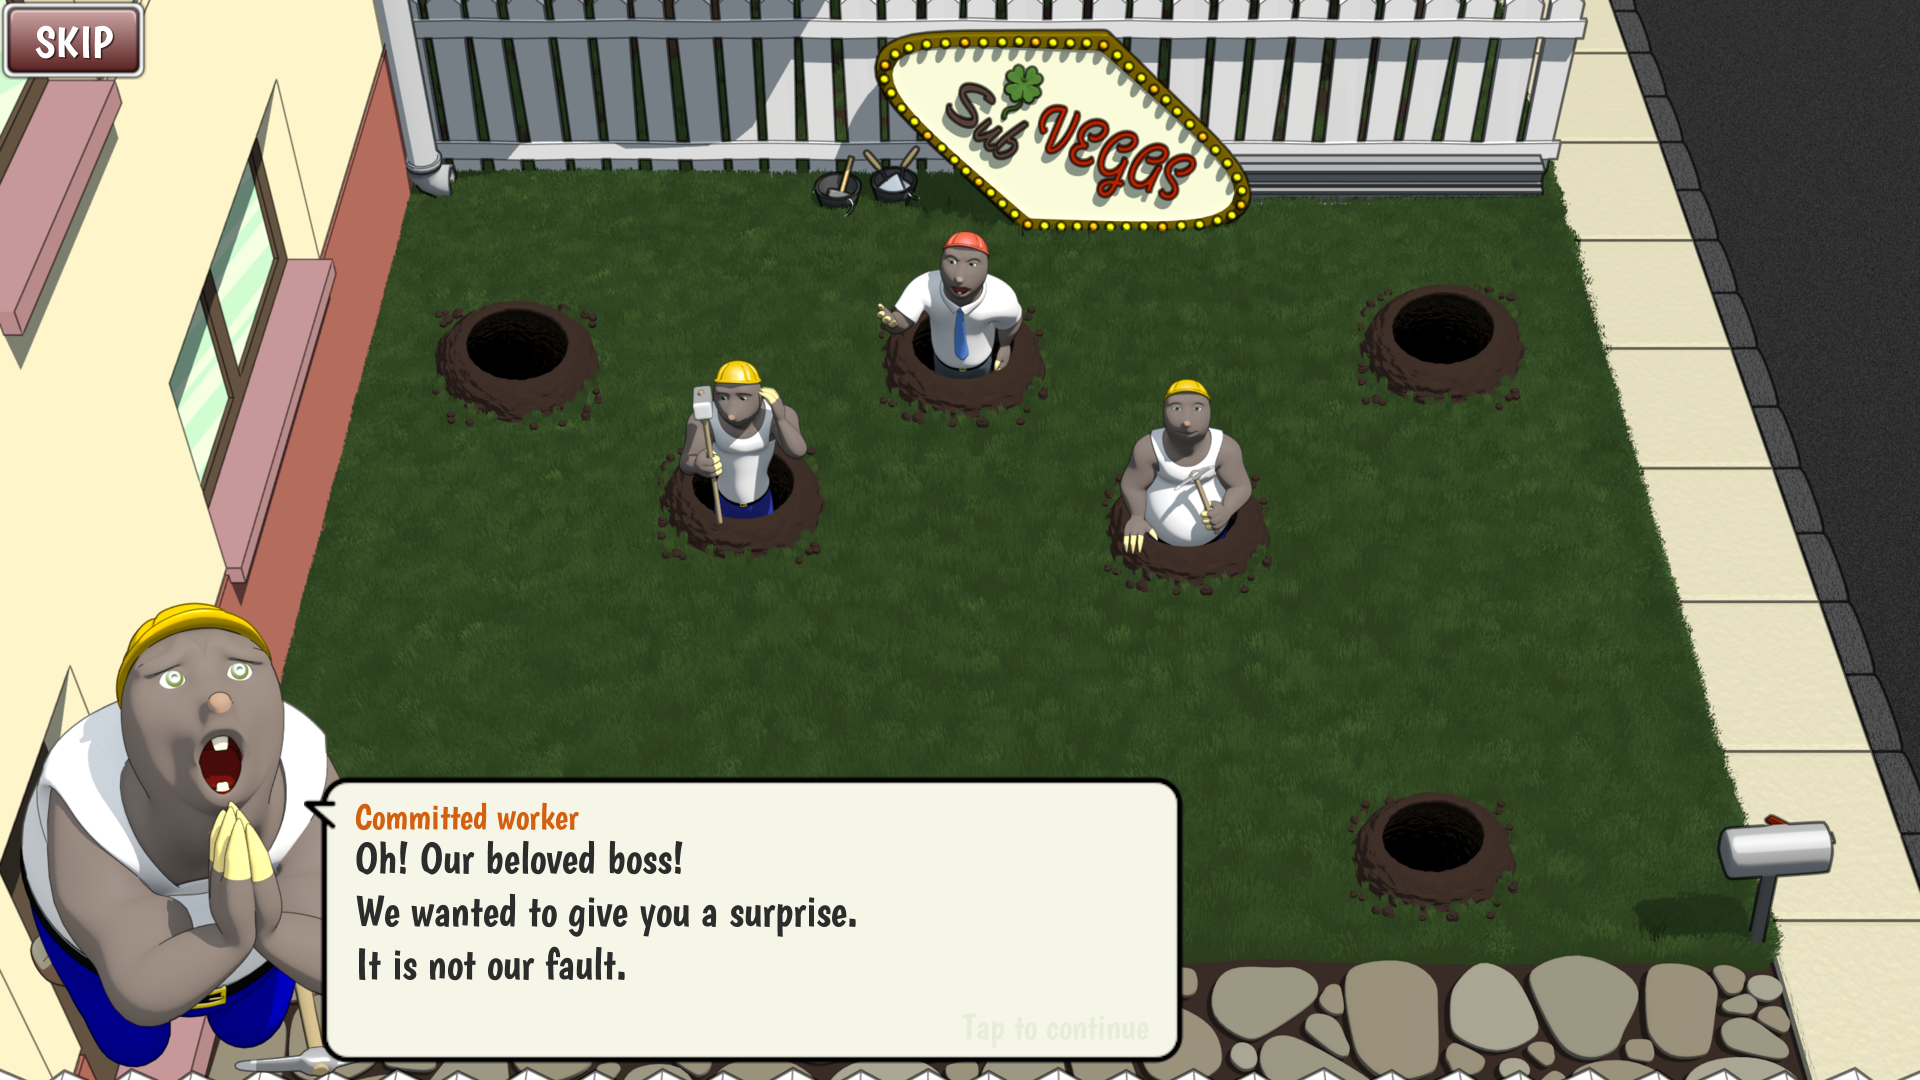 SKIP
Sub VEGAS
Committed worker
Oh! Our beloved boss!
We wanted to give you a surprise.
It is not our fault.
Tap to continue